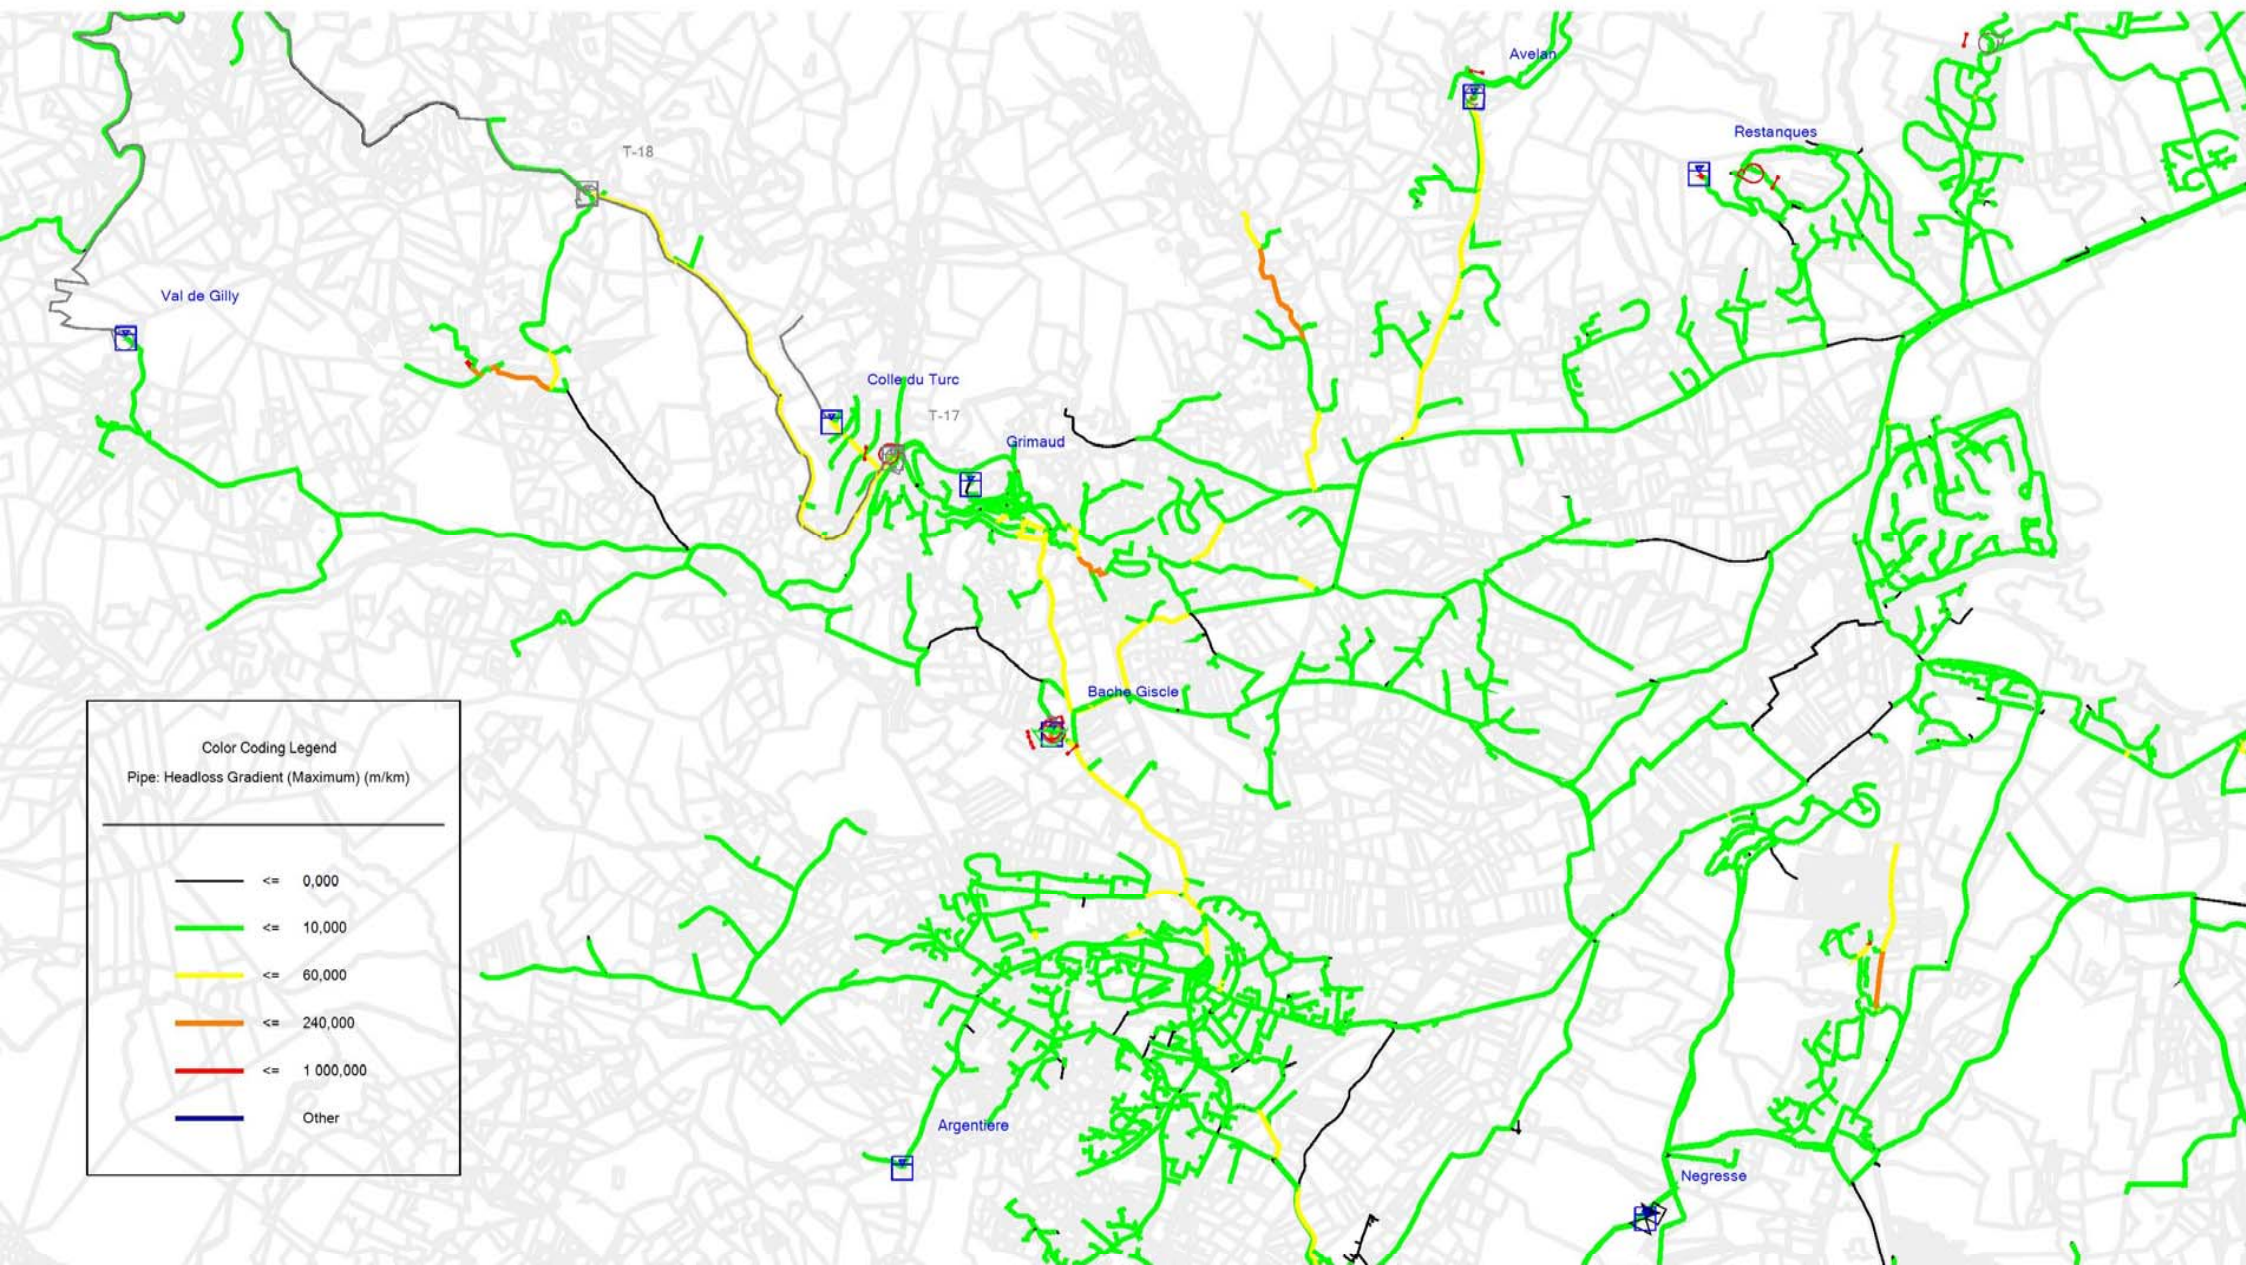 Avelan
Restanques
T-18
Val de Gilly
Colle du Turc
T-17
Grimaud
Bache Giscle
Color Coding Legend
Pipe: Headloss Gradient (Maximum) (m/km)
<= 0,000
<= 10,000
<= 60,000
<= 240,000
<= 1 000,000
Other
Argentiere
Negresse